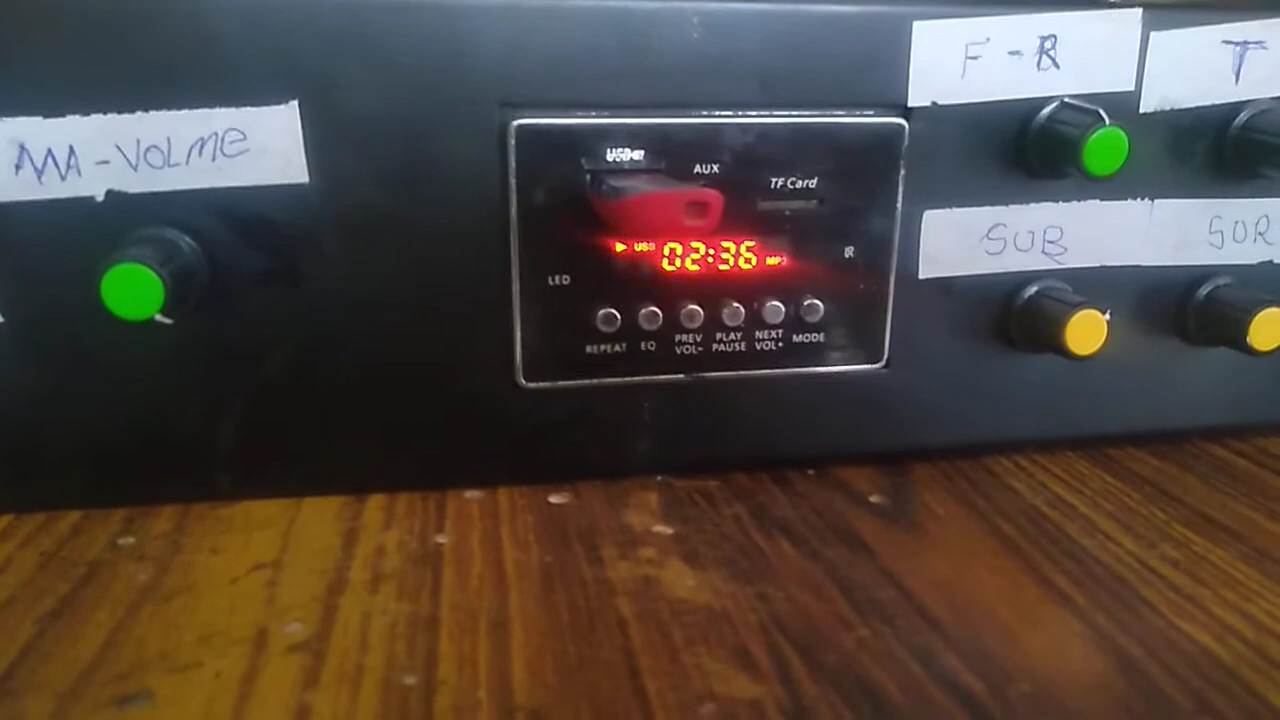 MA-VOLME
F-R
T
USB
AUX
TF Card
USB 02:36 MP3
IR
LED
REPEAT
EQ
PREV VOL-
PLAY PAUSE
NEXT VOL+
MODE
SUB
SUR